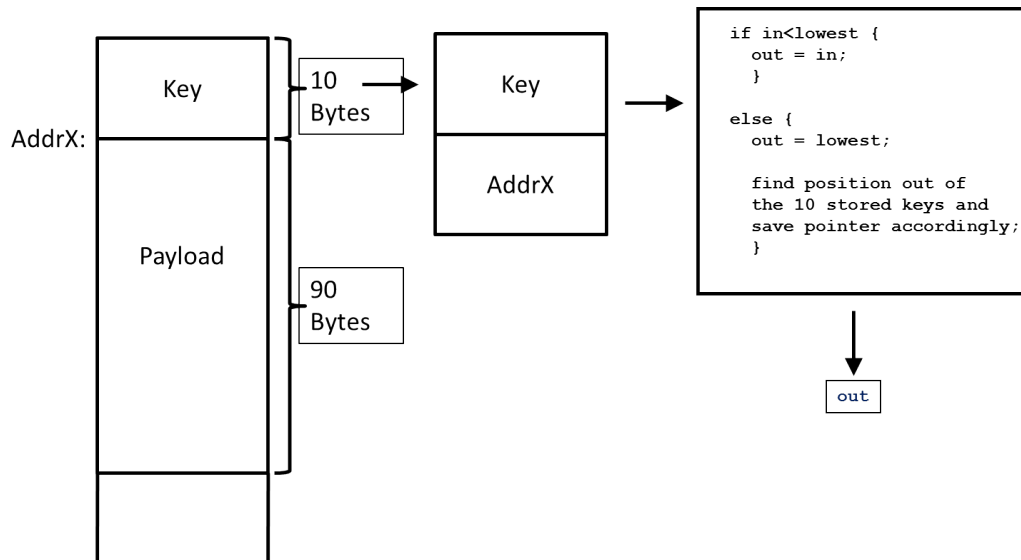 AddrX:
Key
Payload
10
Bytes
90
Bytes
Key
AddrX
if in<lowest {
out = in;
}
else {
out = lowest;
find position out of
the 10 stored keys and
save pointer accordingly;
}
out